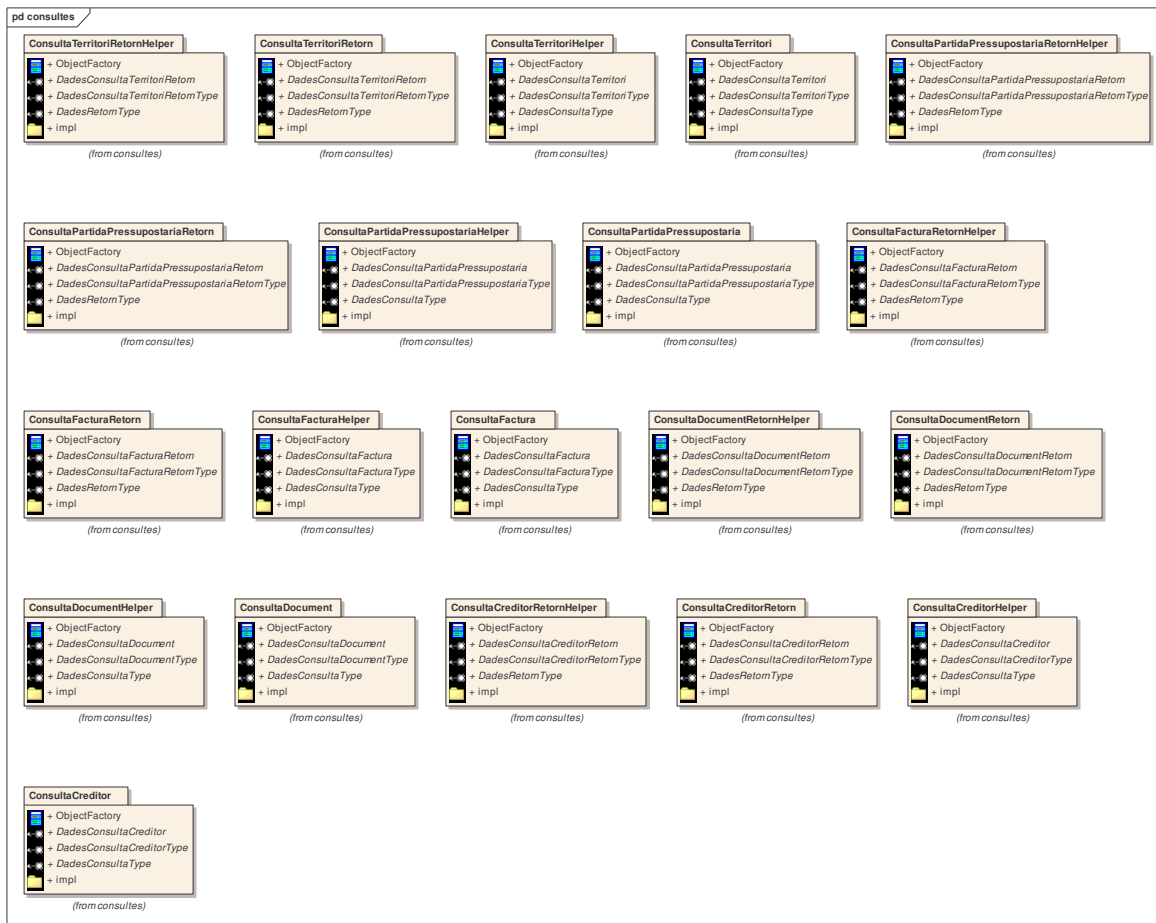 pd consultes
ConsultaTerritoriRetornHelper
+ ObjectFactory
+ DadesConsultaTerritoriRetorn
+ DadesConsultaTerritoriRetornType
+ DadesRetornType
+ impl
(from consultes)
ConsultaTerritoriRetorn
+ ObjectFactory
+ DadesConsultaTerritoriRetorn
+ DadesConsultaTerritoriRetornType
+ DadesRetornType
+ impl
(from consultes)
ConsultaTerritoriHelper
+ ObjectFactory
+ DadesConsultaTerritori
+ DadesConsultaTerritoriType
+ DadesConsultaType
+ impl
(from consultes)
ConsultaTerritori
+ ObjectFactory
+ DadesConsultaTerritori
+ DadesConsultaTerritoriType
+ DadesConsultaType
+ impl
(from consultes)
ConsultaPartidaPressupostariaRetornHelper
+ ObjectFactory
+ DadesConsultaPartidaPressupostariaRetorn
+ DadesConsultaPartidaPressupostariaRetornType
+ DadesRetornType
+ impl
(from consultes)
ConsultaPartidaPressupostariaRetorn
+ ObjectFactory
+ DadesConsultaPartidaPressupostariaRetorn
+ DadesConsultaPartidaPressupostariaRetornType
+ DadesRetornType
+ impl
(from consultes)
ConsultaPartidaPressupostariaHelper
+ ObjectFactory
+ DadesConsultaPartidaPressupostaria
+ DadesConsultaPartidaPressupostariaType
+ DadesConsultaType
+ impl
(from consultes)
ConsultaPartidaPressupostaria
+ ObjectFactory
+ DadesConsultaPartidaPressupostaria
+ DadesConsultaPartidaPressupostariaType
+ DadesConsultaType
+ impl
(from consultes)
ConsultaFacturaRetornHelper
+ ObjectFactory
+ DadesConsultaFacturaRetorn
+ DadesConsultaFacturaRetornType
+ DadesRetornType
+ impl
(from consultes)
ConsultaFacturaRetorn
+ ObjectFactory
+ DadesConsultaFacturaRetorn
+ DadesConsultaFacturaRetornType
+ DadesRetornType
+ impl
(from consultes)
ConsultaFacturaHelper
+ ObjectFactory
+ DadesConsultaFactura
+ DadesConsultaFacturaType
+ DadesConsultaType
+ impl
(from consultes)
ConsultaFactura
+ ObjectFactory
+ DadesConsultaFactura
+ DadesConsultaFacturaType
+ DadesConsultaType
+ impl
(from consultes)
ConsultaDocumentRetornHelper
+ ObjectFactory
+ DadesConsultaDocumentRetorn
+ DadesConsultaDocumentRetornType
+ DadesRetornType
+ impl
(from consultes)
ConsultaDocumentRetorn
+ ObjectFactory
+ DadesConsultaDocumentRetorn
+ DadesConsultaDocumentRetornType
+ DadesRetornType
+ impl
(from consultes)
ConsultaDocumentHelper
+ ObjectFactory
+ DadesConsultaDocument
+ DadesConsultaDocumentType
+ DadesConsultaType
+ impl
(from consultes)
ConsultaDocument
+ ObjectFactory
+ DadesConsultaDocument
+ DadesConsultaDocumentType
+ DadesConsultaType
+ impl
(from consultes)
ConsultaCreditorRetornHelper
+ ObjectFactory
+ DadesConsultaCreditorRetorn
+ DadesConsultaCreditorRetornType
+ DadesRetornType
+ impl
(from consultes)
ConsultaCreditorRetorn
+ ObjectFactory
+ DadesConsultaCreditorRetorn
+ DadesConsultaCreditorRetornType
+ DadesRetornType
+ impl
(from consultes)
ConsultaCreditorHelper
+ ObjectFactory
+ DadesConsultaCreditor
+ DadesConsultaCreditorType
+ DadesConsultaType
+ impl
(from consultes)
ConsultaCreditor
+ ObjectFactory
+ DadesConsultaCreditor
+ DadesConsultaCreditorType
+ DadesConsultaType
+ impl
(from consultes)